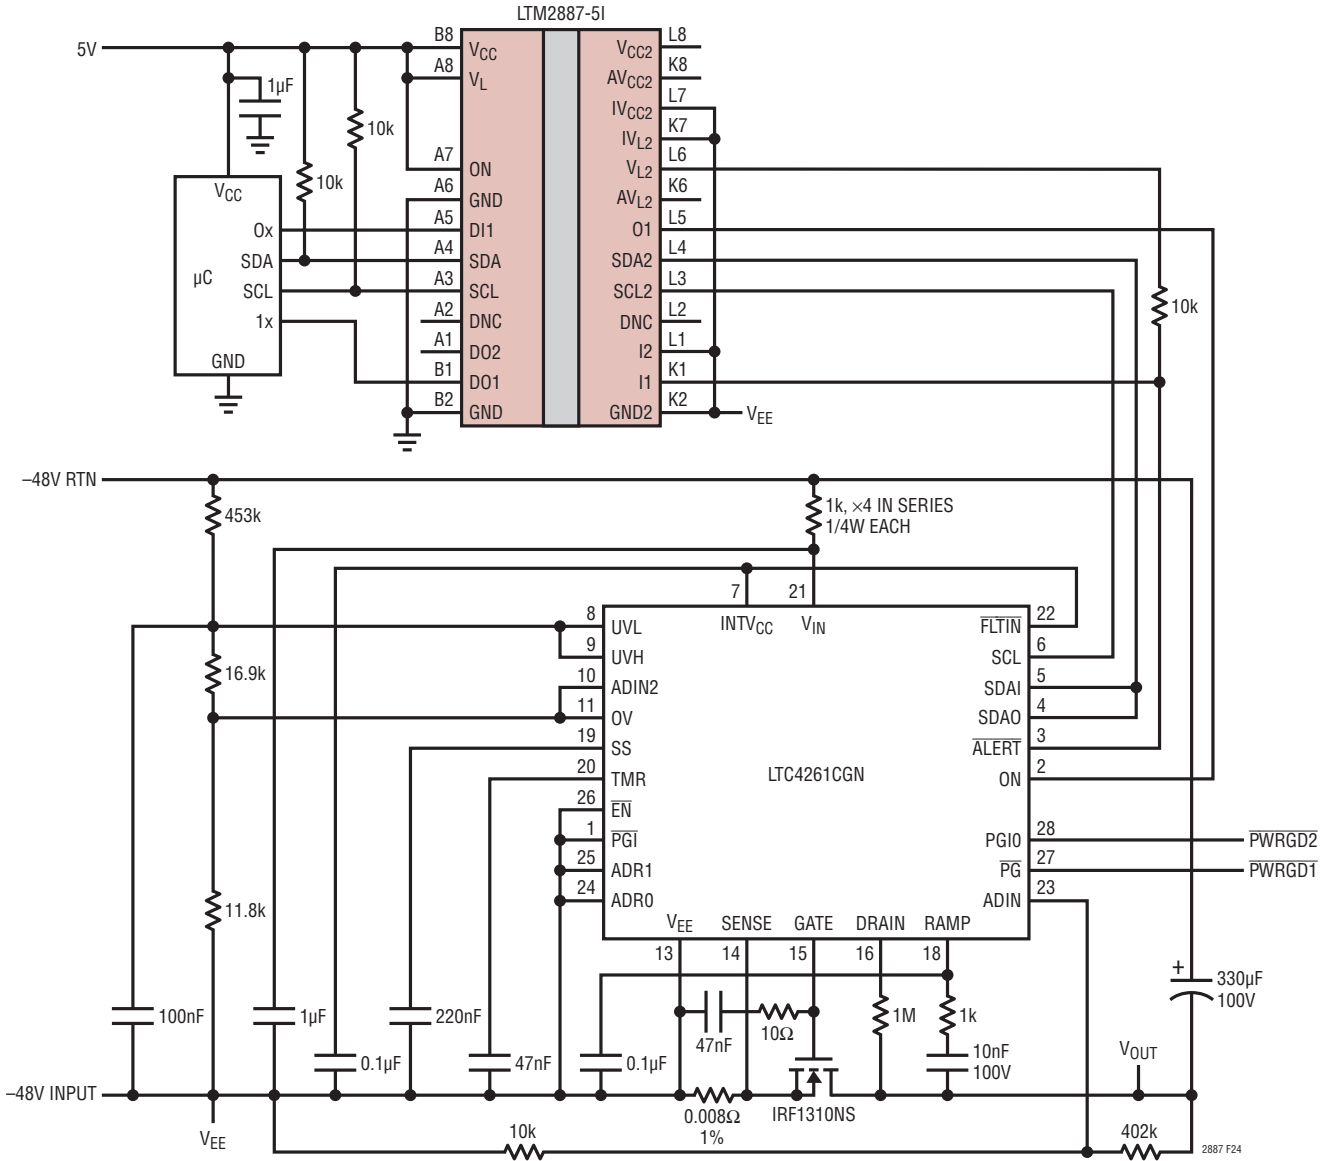 LTM2887-5I
5V
B8 VCC
A8 VL
A7 ON
A6 GND
A5 DI1
A4 SDA
A3 SCL
A2 DNC
A1 DO2
B1 DO1
B2 GND
VCC2 L8
AVCC2 K8
IVCC2 L7
IVL2 K7
VL2 L6
AVL2 K6
O1 L5
SDA2 L4
SCL2 L3
DNC L2
I2 L1
I1 K1
GND2 K2
VEE
1µF
10k
10k
VCC
0x
SDA
µC
SCL
1x
GND
10k
–48V RTN
453k
1k, ×4 IN SERIES
1/4W EACH
7
21
INTVCC
VIN
8 UVL
9 UVH
10 ADIN2
11 OV
19 SS
20 TMR
26 EN
1 PGI
25 ADR1
24 ADR0
FLTIN 22
SCL 6
SDAI 5
SDAO 4
ALERT 3
ON 2
PGI0 28 PWRGD2
PG 27 PWRGD1
ADIN 23
LTC4261CGN
16.9k
11.8k
VEE SENSE GATE DRAIN RAMP
13 14 15 16 18
100nF
1µF
0.1µF
220nF
47nF
0.1µF
47nF
10Ω
1M
1k
10nF
100V
+
330µF
100V
VOUT
–48V INPUT
VEE
0.008Ω
1%
IRF1310NS
10k
402k
2887 F24